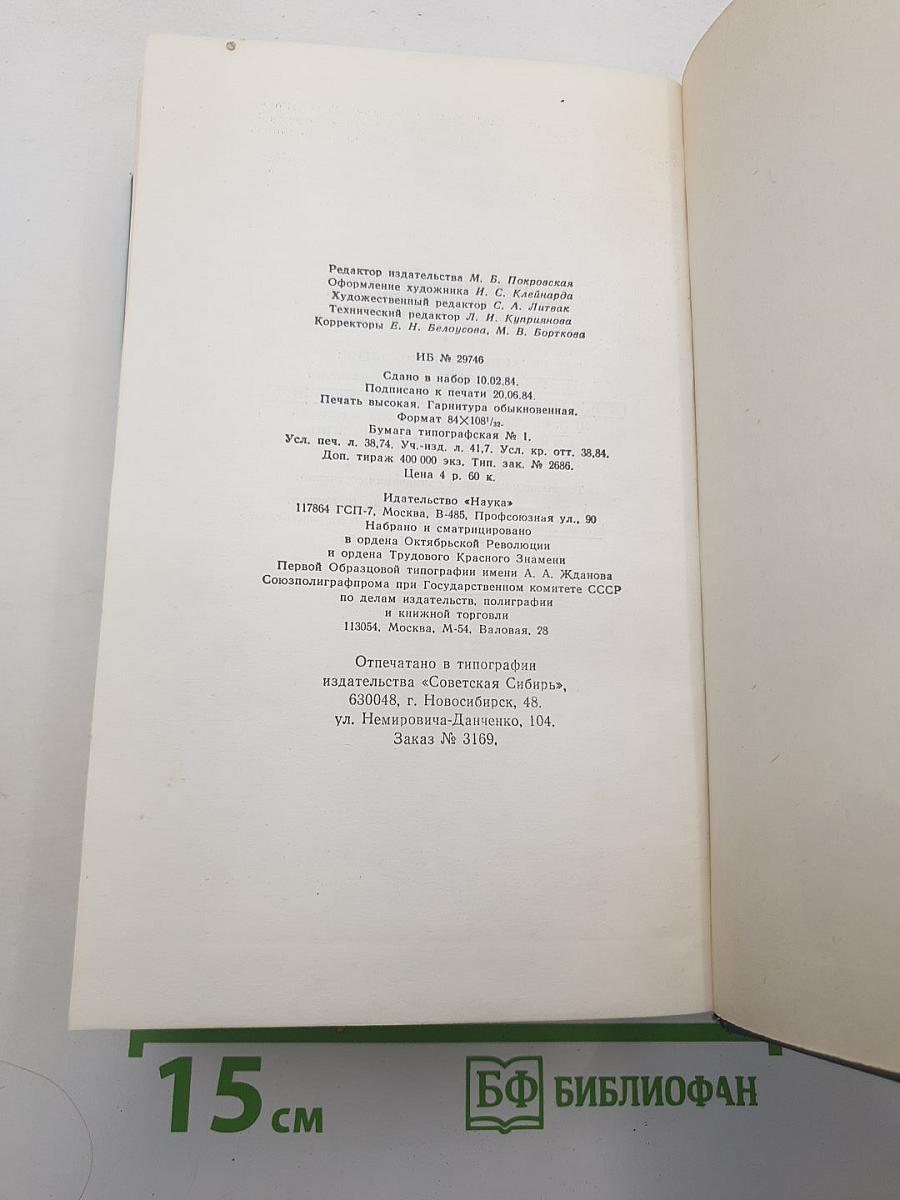 Редактор издательства М. Б. Покровская
Оформление художника И. С. Клейнарда
Художественный редактор С. А. Литвак
Технический редактор Л. И. Куприянова
Корректоры Е. Н. Белоусова, М. В. Борткова
ИБ № 29746
Сдано в набор 10.02.84.
Подписано к печати 20.06.84.
Печать высокая. Гарнитура обыкновенная.
Формат 84×108¹/₃₂.
Бумага типографская № 1.
Усл. печ. л. 38,74. Уч.-изд. л. 41,7. Усл. кр. отт. 38,84.
Доп. тираж 400 000 экз. Тип. зак. № 2686.
Цена 4 р. 60 к.
Идательство «Наука»
117864 ГСП-7, Москва, В-485, Профсоюзная ул., 90
Набрано и сматрицировано
в ордена Октябрьской Революции
и ордена Трудового Красного Знамени
Первой Образцовой типографии имени А. А. Жданова
Союзполиграфпрома при Государственном комитете СССР
по делам издательств, полиграфии
и книжной торговли
113054, Москва, М-54, Валовая, 28
Отпечатано в типографии
издательства «Советская Сибирь»,
630048, г. Новосибирск, 48.
ул. Немировича-Данченко, 104.
Заказ № 3169.
15 см
БФ БИБЛИОФАН